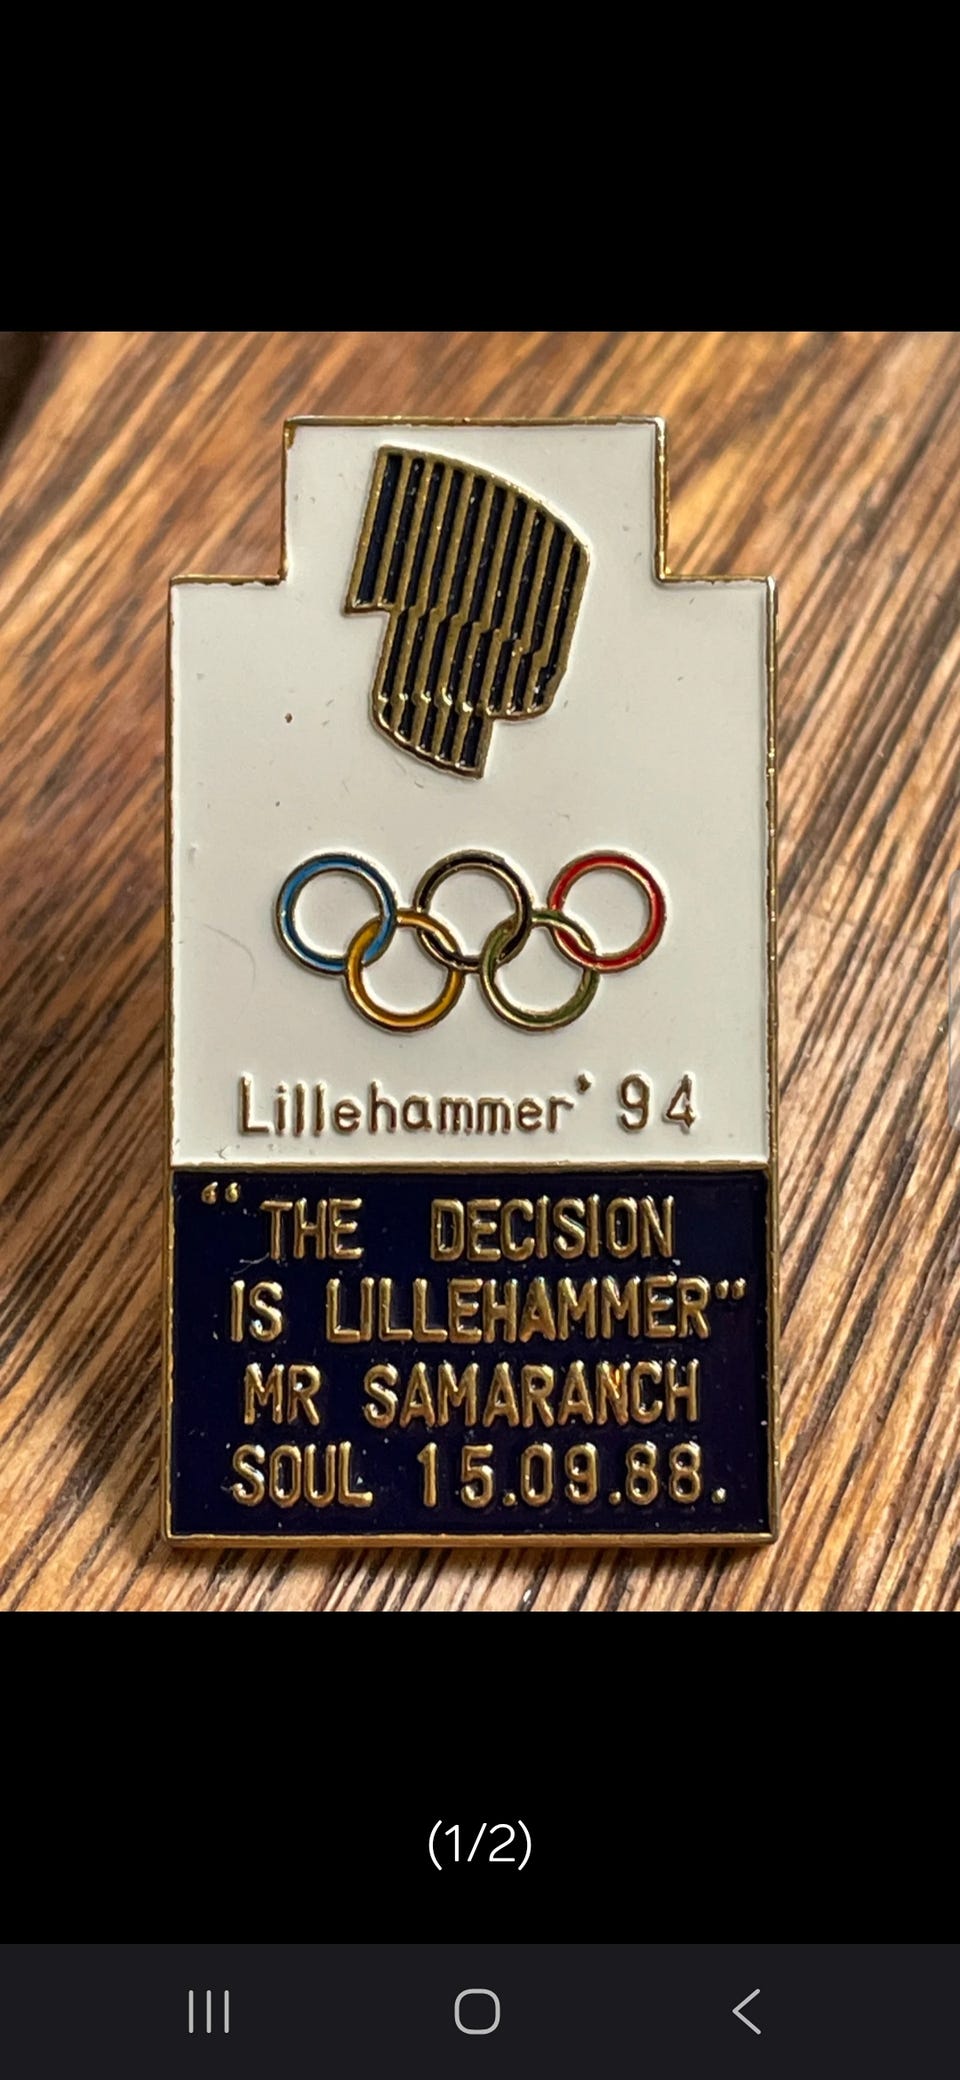 Lillehammer' 94
“THE DECISION
IS LILLEHAMMER“
MR SAMARANCH
SOUL 15.09.88.
(1/2)